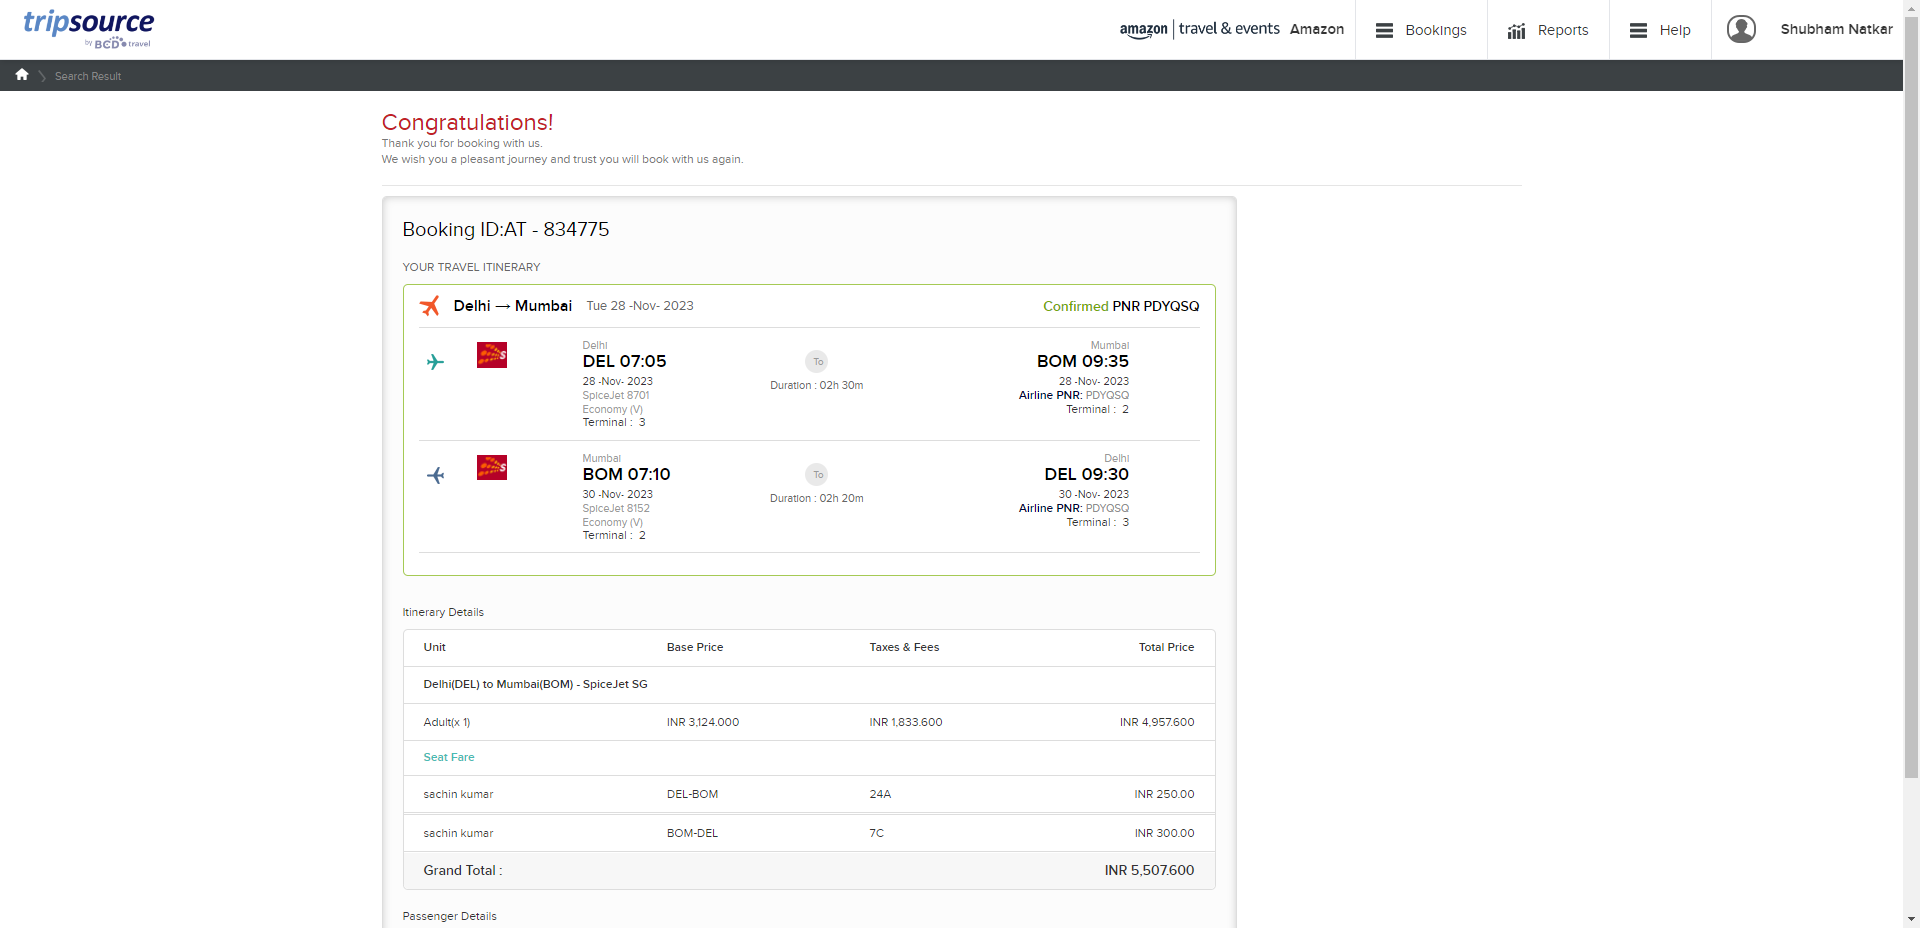 tripsource
by BCD travel
amazon | travel & events Amazon
Bookings
Reports
Help
Shubham Natkar
Search Result
Congratulations!
Thank you for booking with us.
We wish you a pleasant journey and trust you will book with us again.
Booking ID:AT - 834775
YOUR TRAVEL ITINERARY
Delhi → Mumbai Tue 28 -Nov- 2023 Confirmed PNR PDYQSQ
Delhi Mumbai
DEL 07:05 To BOM 09:35
28 -Nov- 2023 Duration : 02h 30m 28 -Nov- 2023
SpiceJet 8701 Airline PNR: PDYQSQ
Economy (V) Terminal : 2
Terminal : 3
Mumbai Delhi
BOM 07:10 To DEL 09:30
30 -Nov- 2023 Duration : 02h 20m 30 -Nov- 2023
SpiceJet 8152 Airline PNR: PDYQSQ
Economy (V) Terminal : 3
Terminal : 2
Itinerary Details
Unit Base Price Taxes & Fees Total Price
Delhi(DEL) to Mumbai(BOM) - SpiceJet SG
Adult(x 1) INR 3,124.000 INR 1,833.600 INR 4,957.600
Seat Fare
sachin kumar DEL-BOM 24A INR 250.00
sachin kumar BOM-DEL 7C INR 300.00
Grand Total : INR 5,507.600
Passenger Details